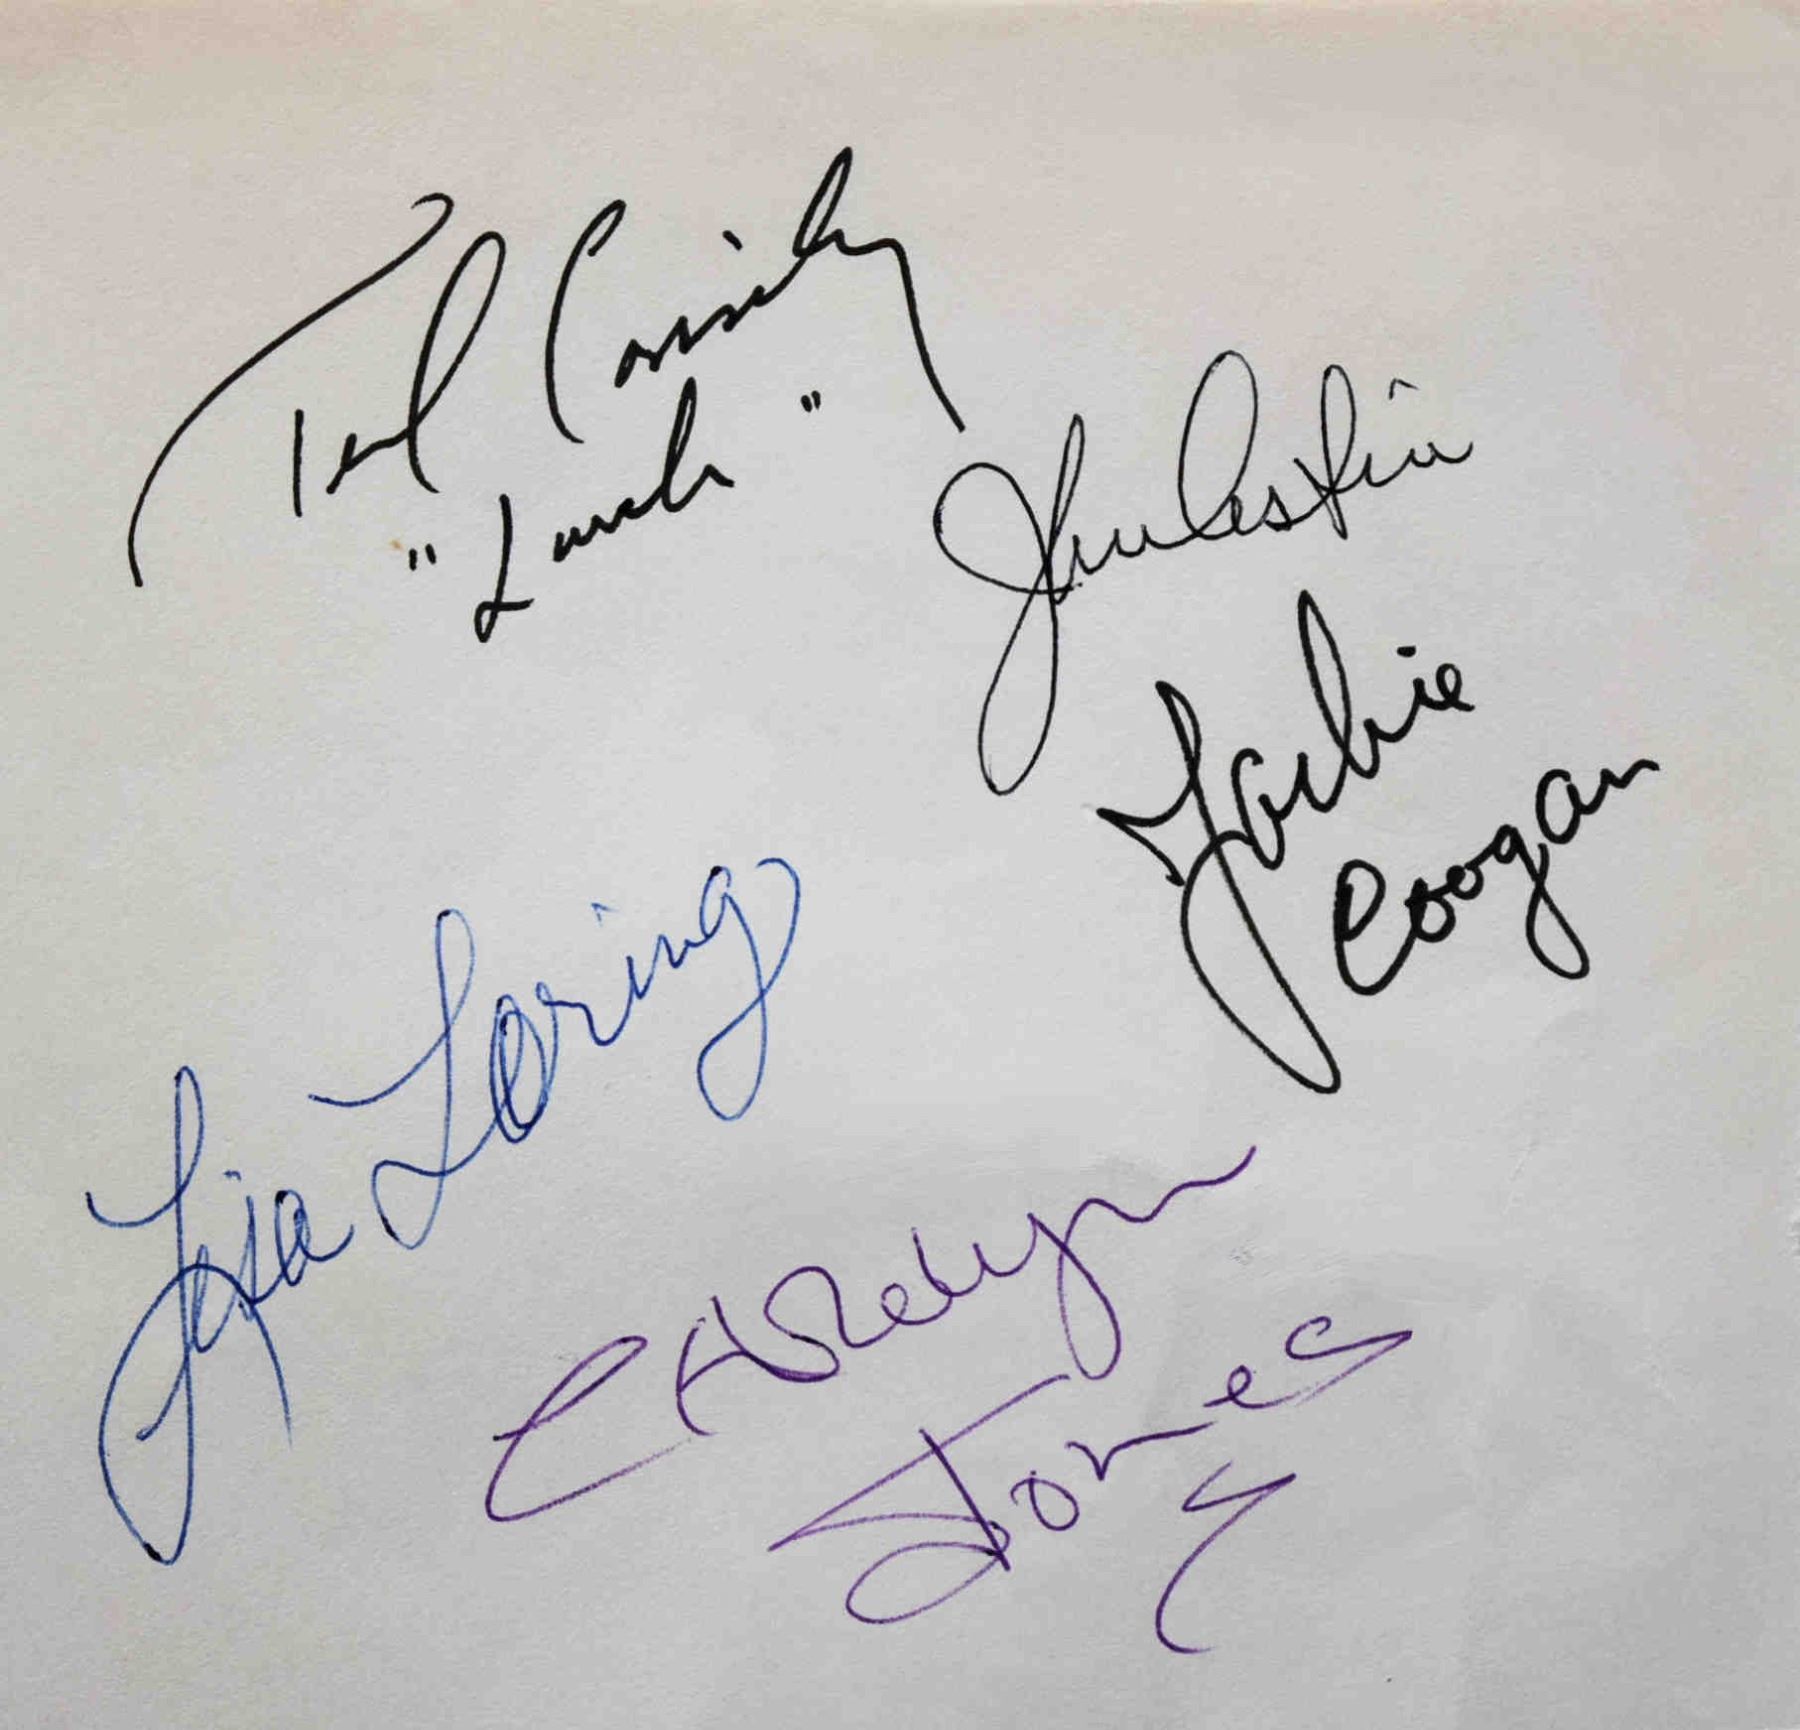 Ted Cassidy
"Lurch"
John Astin
Jackie
Coogan
Lisa Loring
Carolyn
Jones